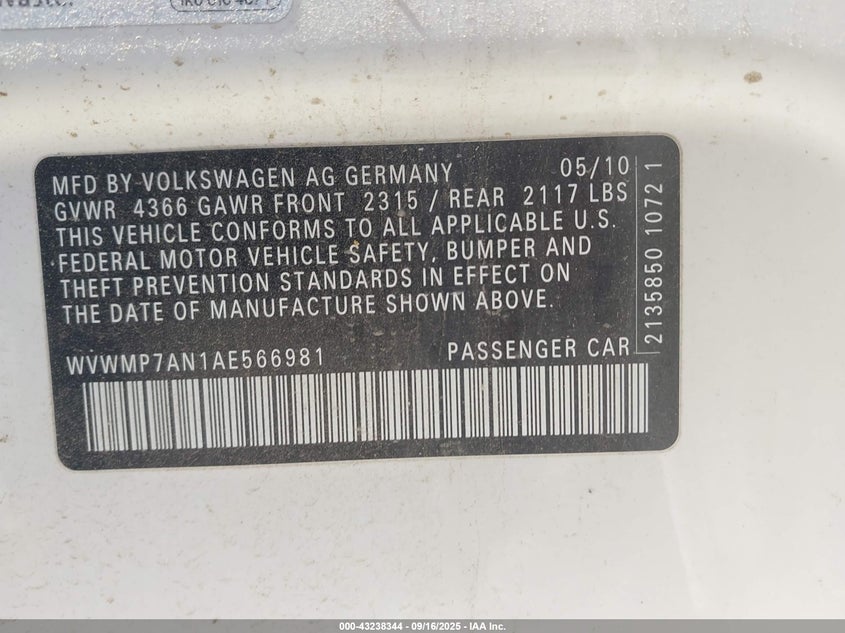 MFD BY VOLKSWAGEN AG GERMANY 05/10
GVWR 4366 GAWR FRONT 2315 / REAR 2117 LBS
THIS VEHICLE CONFORMS TO ALL APPLICABLE U.S.
FEDERAL MOTOR VEHICLE SAFETY, BUMPER AND
THEFT PREVENTION STANDARDS IN EFFECT ON
THE DATE OF MANUFACTURE SHOWN ABOVE.
WVWMP7AN1AE566981 PASSENGER CAR
2135850 1072 1
000-43238344 - 09/16/2025 - IAA Inc.